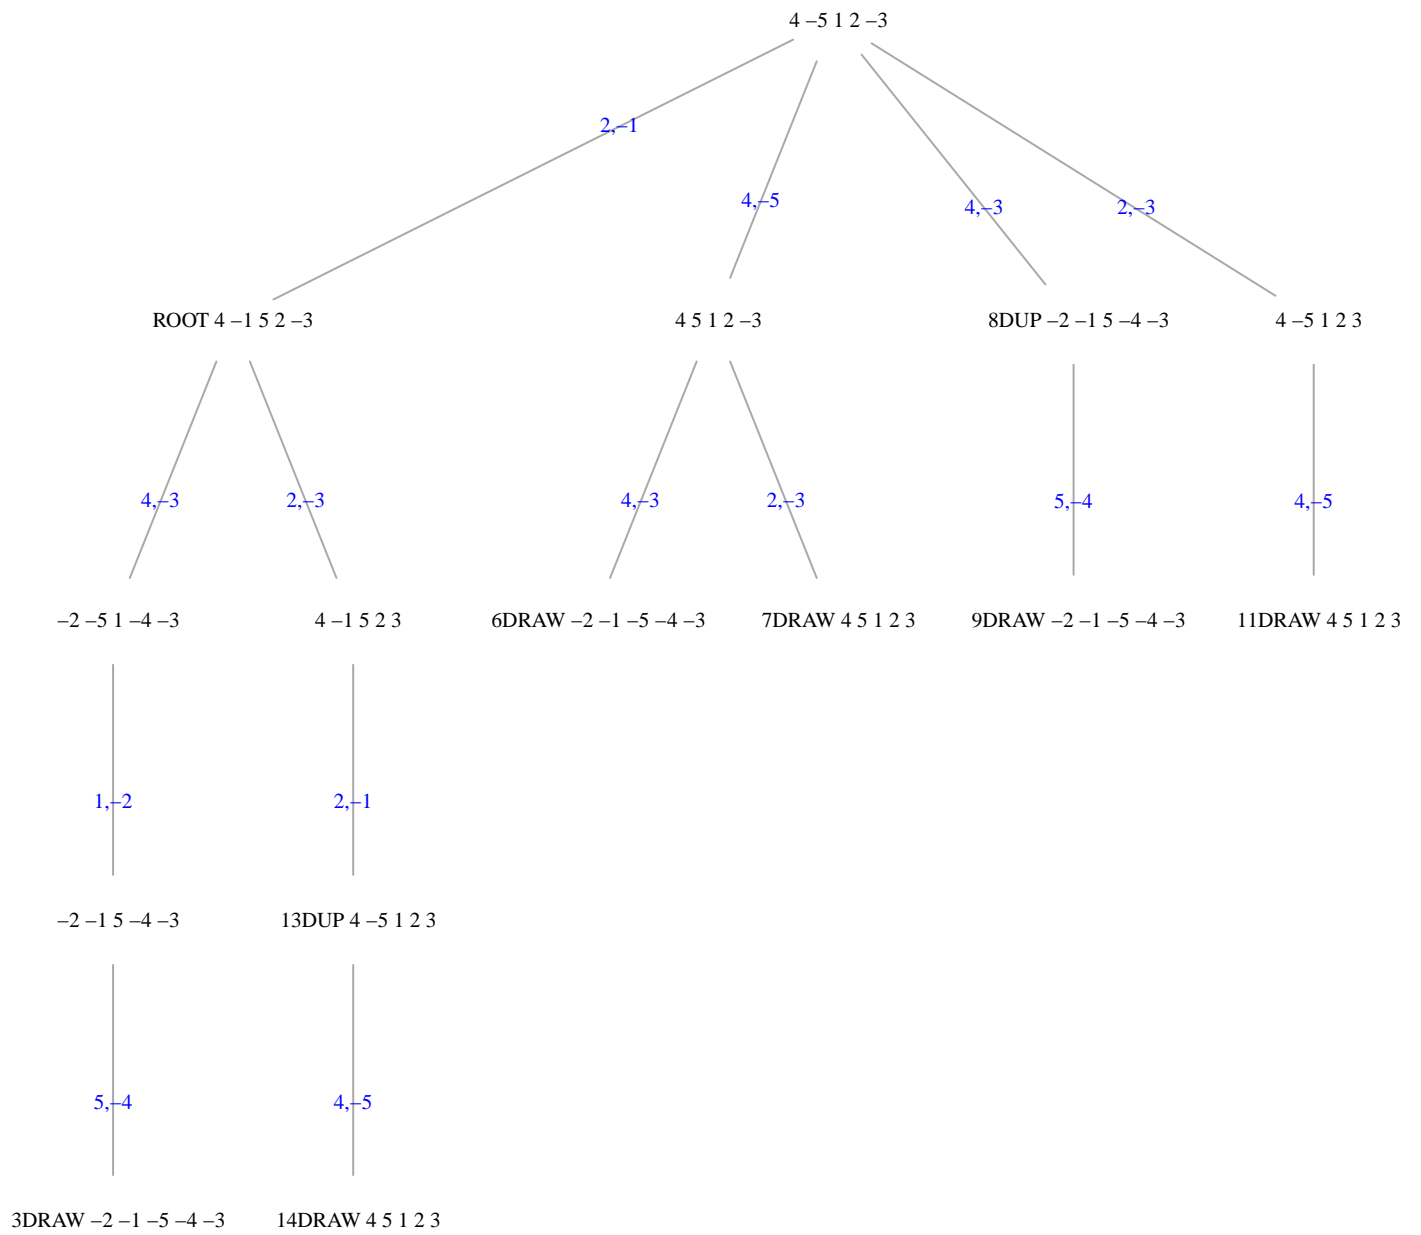 4 –5 1 2 –3
2,–1
4,–5
4,–3
2,–3
ROOT 4 –1 5 2 –3
4 5 1 2 –3
8DUP –2 –1 5 –4 –3
4 –5 1 2 3
4,–3
2,–3
4,–3
2,–3
5,–4
4,–5
–2 –5 1 –4 –3
4 –1 5 2 3
6DRAW –2 –1 –5 –4 –3
7DRAW 4 5 1 2 3
9DRAW –2 –1 –5 –4 –3
11DRAW 4 5 1 2 3
1,–2
2,–1
–2 –1 5 –4 –3
13DUP 4 –5 1 2 3
5,–4
4,–5
3DRAW –2 –1 –5 –4 –3
14DRAW 4 5 1 2 3